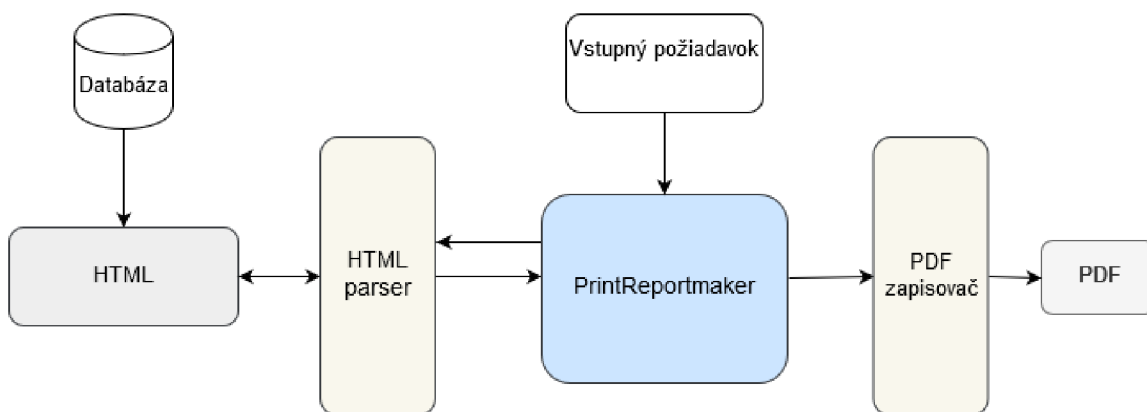 Databáza
Vstupný požiadavok
HTML
HTML
parser
PrintReportmaker
PDF
zapisovač
PDF